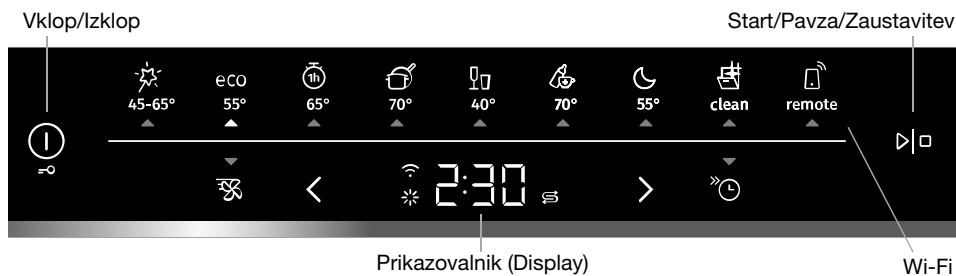 Vklop/Izklop
Start/Pavza/Zaustavitev
eco 1h
45-65° 55° 65° 70° 40° 70° 55° clean remote
2:30
Prikazovalnik (Display)
Wi-Fi